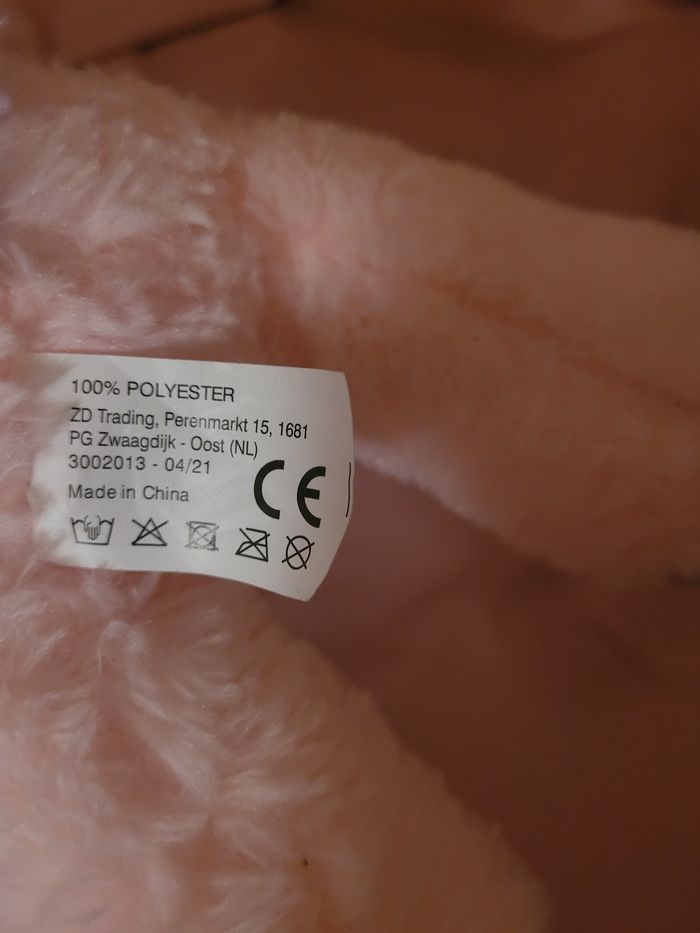 100% POLYESTER
ZD Trading, Perenmarkt 15, 1681
PG Zwaagdijk - Oost (NL)
3002013 - 04/21
Made in China
CE